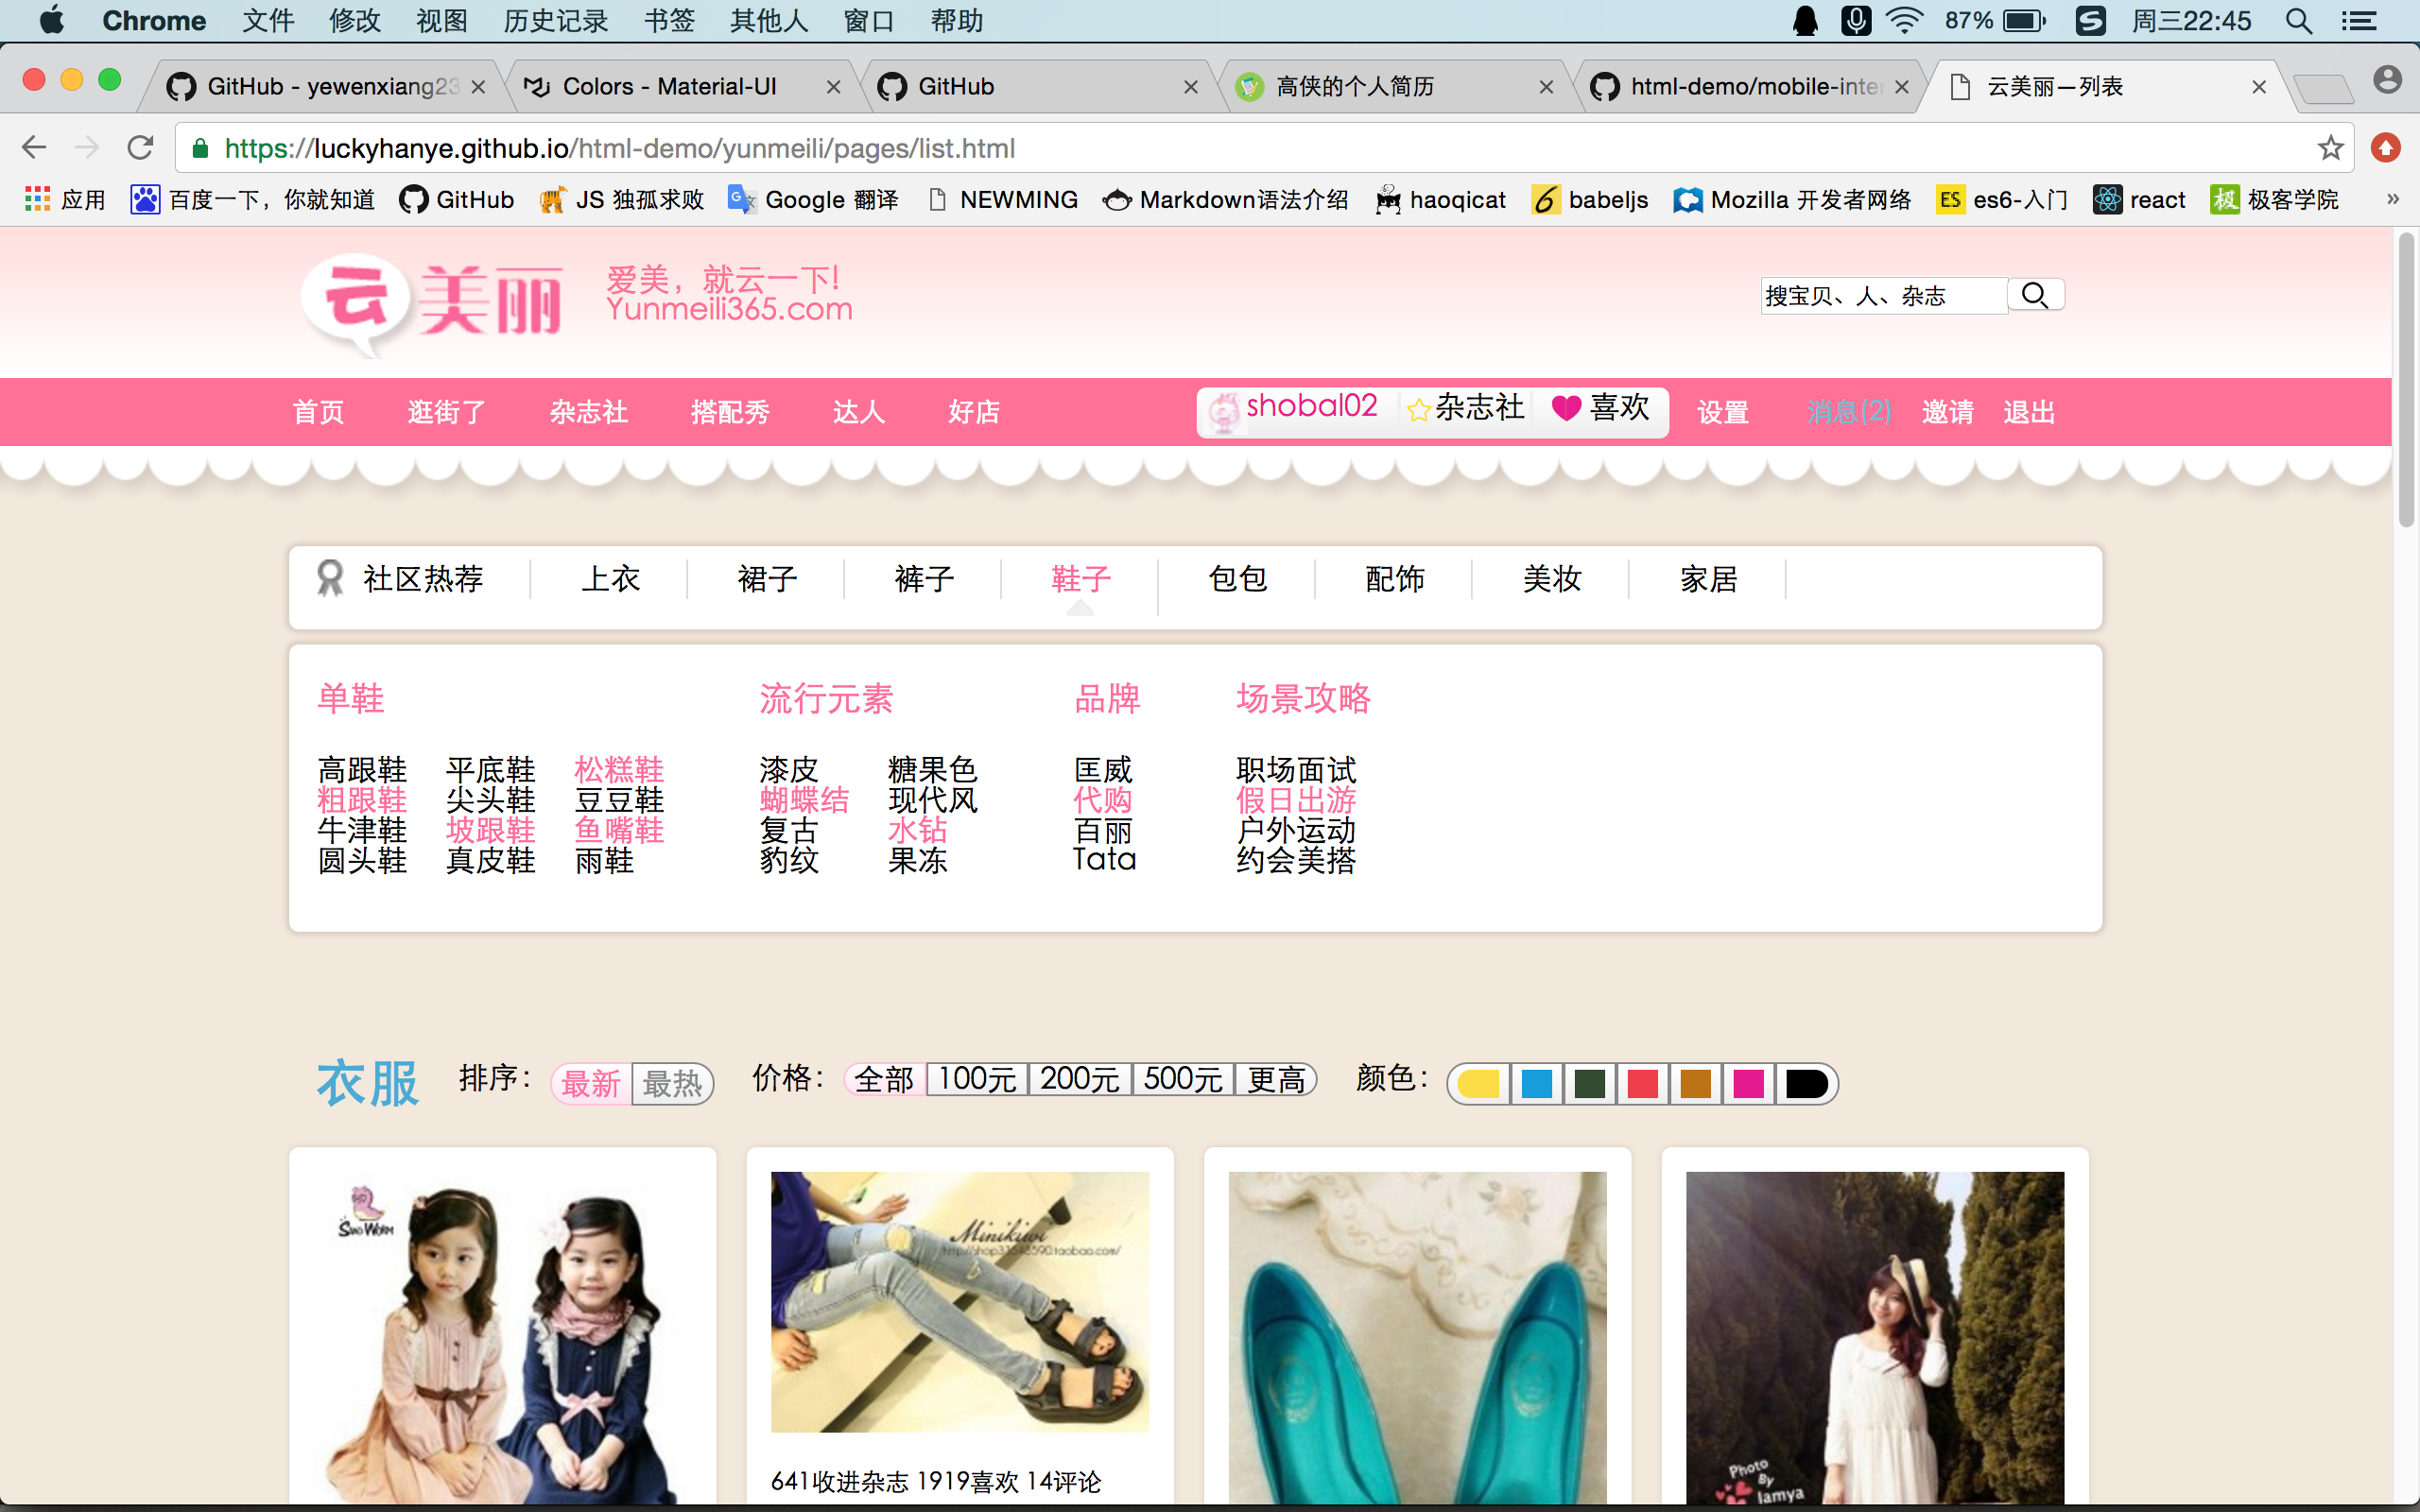 Chrome 文件 修改 视图 历史记录 书签 其他人 窗口 帮助 87% 周三22:45
GitHub - yewenxiang23 Colors - Material-UI GitHub 高侠的个人简历 html-demo/mobile-inter 云美丽—列表
https://luckyhanye.github.io/html-demo/yunmeili/pages/list.html
应用 百度一下，你就知道 GitHub JS 独孤求败 Google 翻译 NEWMING Markdown语法介绍 haoqicat babeljs Mozilla 开发者网络 ES es6-入门 react 极 极客学院 »
云美丽 爱美，就云一下!
Yunmeili365.com
搜宝贝、人、杂志
首页 逛街了 杂志社 搭配秀 达人 好店 shobal02 杂志社 喜欢 设置 消息(2) 邀请 退出
社区热荐 上衣 裙子 裤子 鞋子 包包 配饰 美妆 家居
单鞋 流行元素 品牌 场景攻略
高跟鞋 平底鞋 松糕鞋 漆皮 糖果色 匡威 职场面试
粗跟鞋 尖头鞋 豆豆鞋 蝴蝶结 现代风 代购 假日出游
牛津鞋 坡跟鞋 鱼嘴鞋 复古 水钻 百丽 户外运动
圆头鞋 真皮鞋 雨鞋 豹纹 果冻 Tata 约会美搭
衣服 排序： 最新 最热 价格： 全部 100元 200元 500元 更高 颜色：
Minikiwi
641收进杂志 1919喜欢 14评论
Photo
By
Iamya